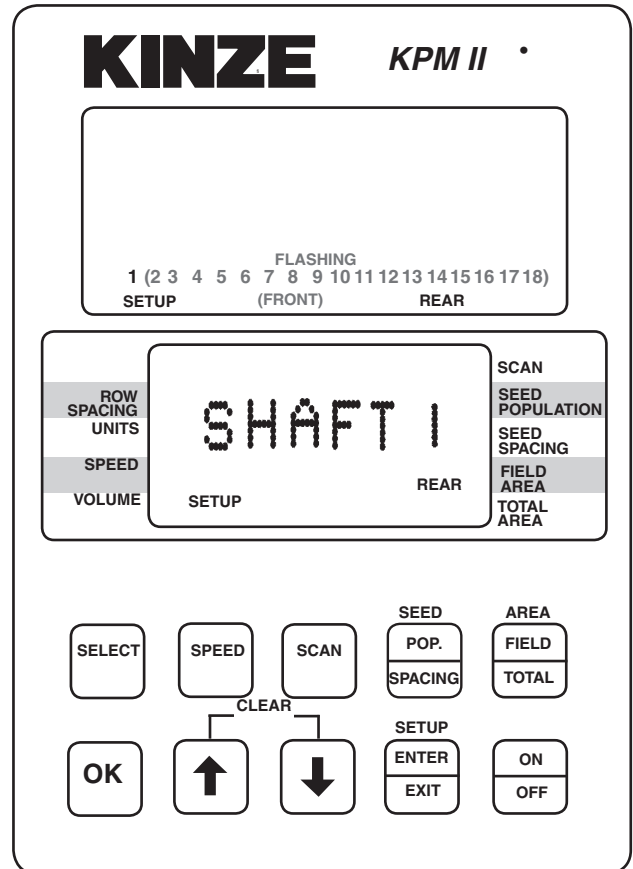 KINZE KPM II
FLASHING
1 (2 3 4 5 6 7 8 9 10 11 12 13 14 15 16 17 18)
SETUP (FRONT) REAR
ROW
SPACING
UNITS
SPEED
VOLUME
SHAFT 1
SETUP REAR
SCAN
SEED
POPULATION
SEED
SPACING
FIELD
AREA
TOTAL
AREA
SEED AREA
SELECT SPEED SCAN POP. FIELD
SPACING TOTAL
CLEAR
SETUP
OK ENTER ON
EXIT OFF